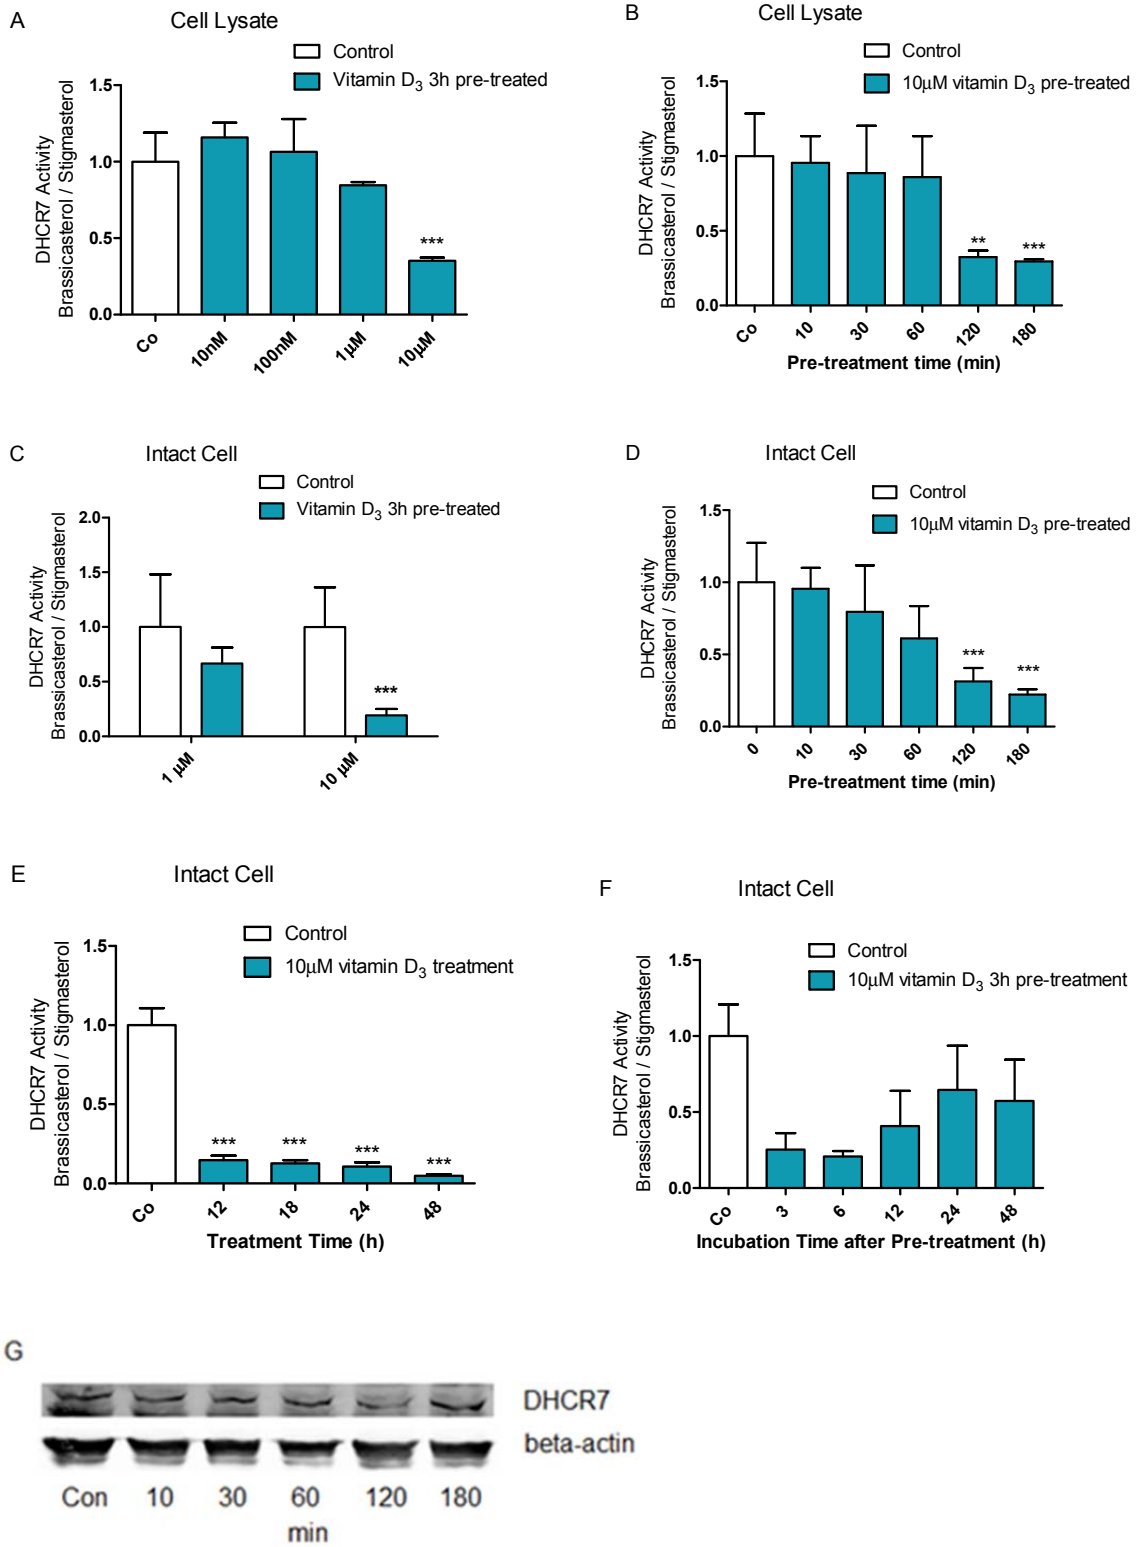 A
Cell Lysate
Control
Vitamin D3 3h pre-treated
DHCR7 Activity
Brassicasterol / Stigmasterol
1.5
1.0
0.5
0.0
***
Co
10nM
100nM
1µM
10µM
B
Cell Lysate
Control
10µM vitamin D3 pre-treated
DHCR7 Activity
Brassicasterol / Stigmasterol
1.5
1.0
0.5
0.0
**
***
Co
10
30
60
120
180
Pre-treatment time (min)
C
Intact Cell
Control
Vitamin D3 3h pre-treated
DHCR7 Activity
Brassicasterol / Stigmasterol
2.0
1.5
1.0
0.5
0.0
***
1 µM
10 µM
D
Intact Cell
Control
10µM vitamin D3 pre-treated
DHCR7 Activity
Brassicasterol / Stigmasterol
1.5
1.0
0.5
0.0
***
***
0
10
30
60
120
180
Pre-treatment time (min)
E
Intact Cell
Control
10µM vitamin D3 treatment
DHCR7 Activity
Brassicasterol / Stigmasterol
1.5
1.0
0.5
0.0
***
***
***
***
Co
12
18
24
48
Treatment Time (h)
F
Intact Cell
Control
10µM vitamin D3 3h pre-treatment
DHCR7 Activity
Brassicasterol / Stigmasterol
1.5
1.0
0.5
0.0
Co
3
6
12
24
48
Incubation Time after Pre-treatment (h)
G
DHCR7
beta-actin
Con 10 30 60 120 180
min